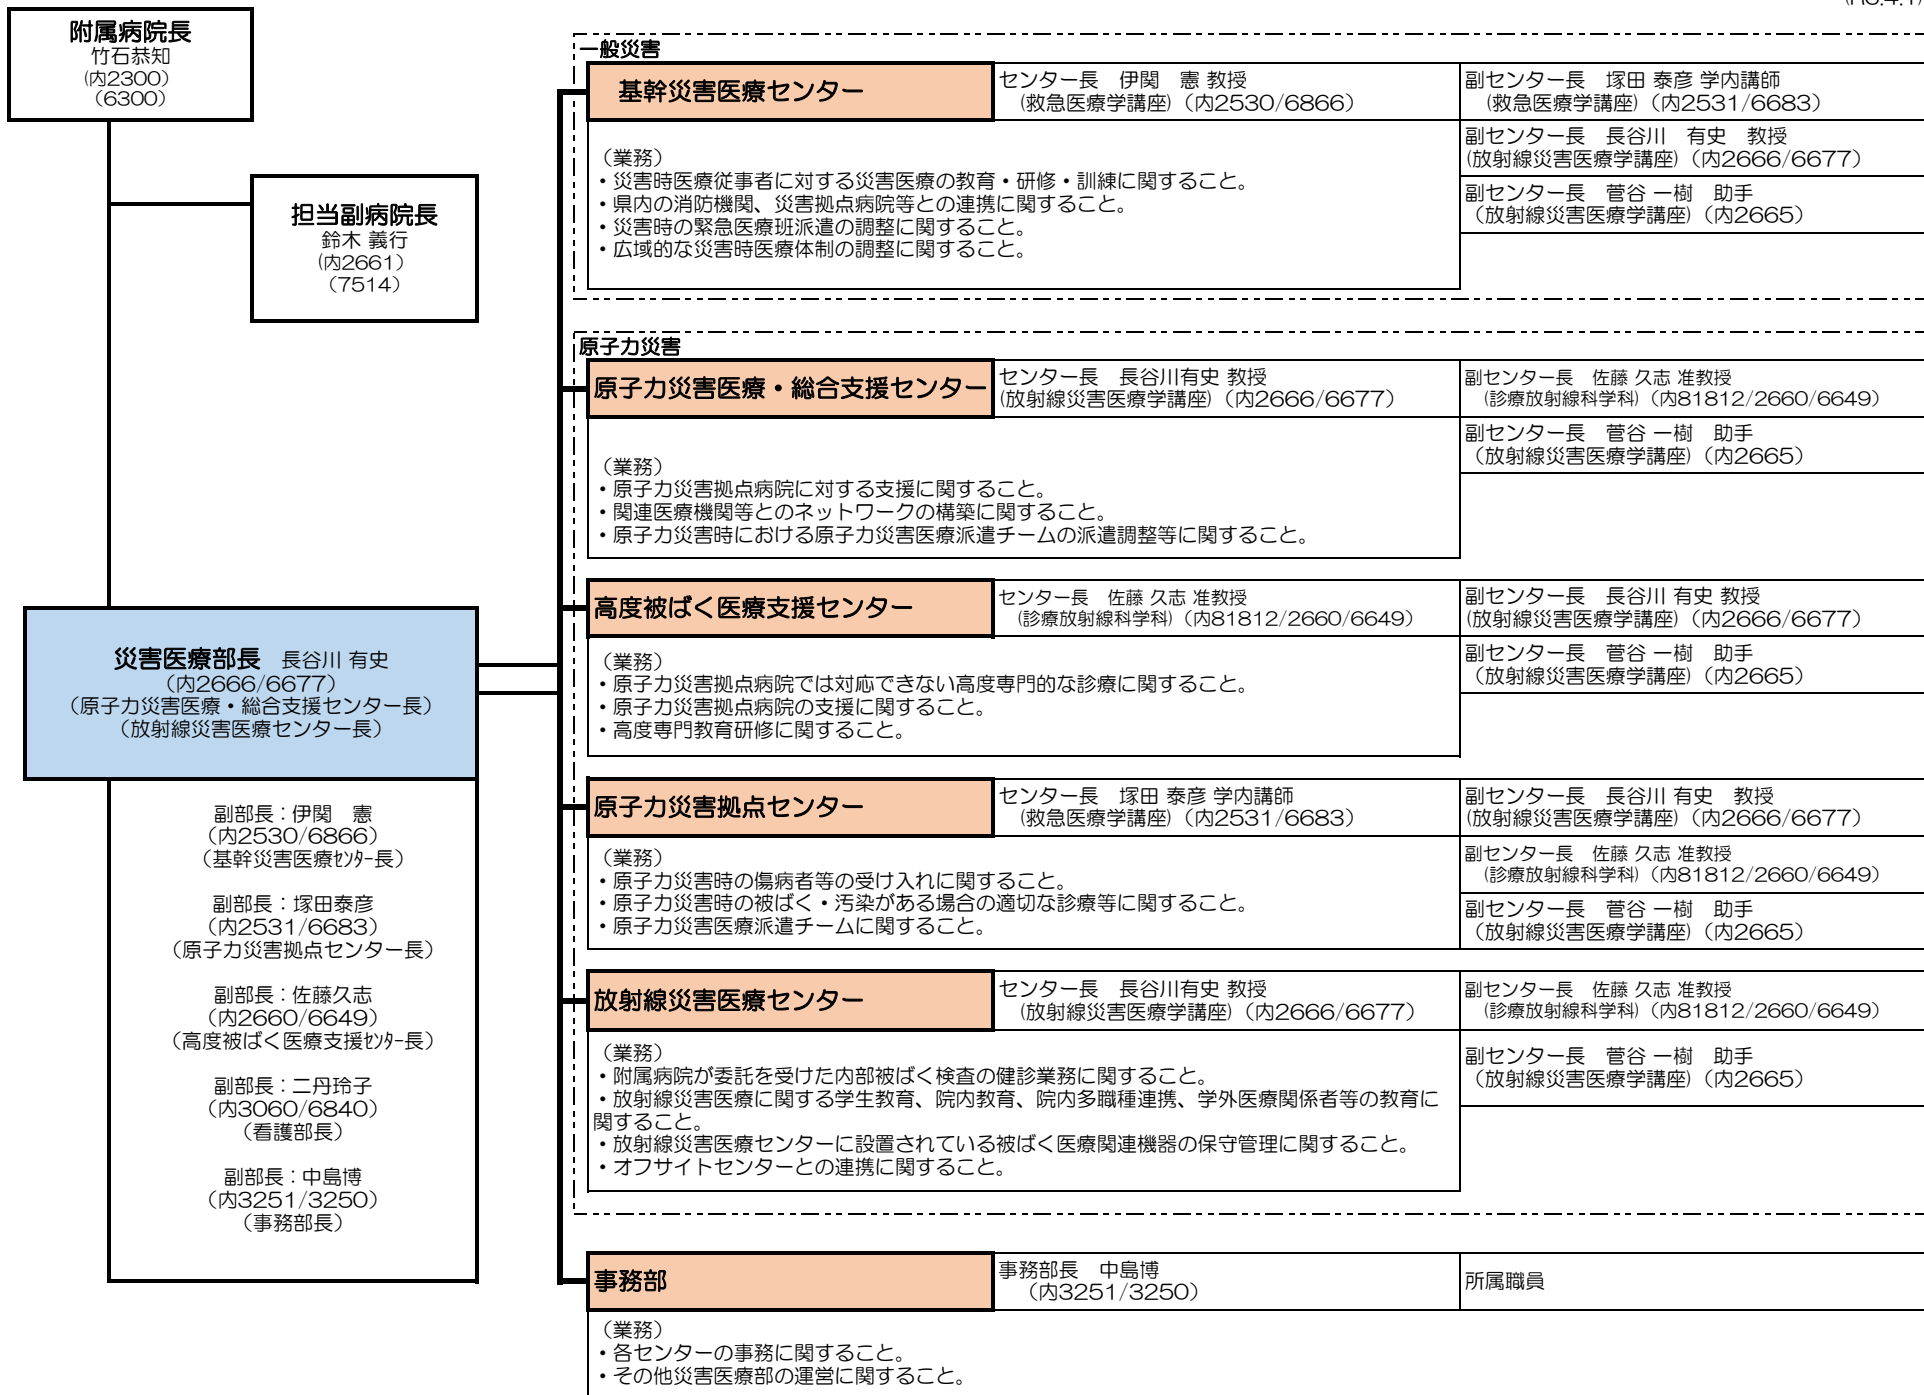 附属病院長
竹石恭知
(内2300)
(6300)
担当副病院長
鈴木 義行
(内2661)
(7514)
災害医療部長 長谷川 有史
(内2666/6677)
(原子力災害医療・総合支援センター長)
(放射線災害医療センター長)
副部長：伊関 憲
(内2530/6866)
(基幹災害医療ｾﾝﾀｰ長)
副部長：塚田泰彦
(内2531/6683)
(原子力災害拠点センター長)
副部長：佐藤久志
(内2660/6649)
(高度被ばく医療支援ｾﾝﾀｰ長)
副部長：二丹玲子
(内3060/6840)
(看護部長)
副部長：中島博
(内3251/3250)
(事務部長)
一般災害
基幹災害医療センター
センター長 伊関 憲 教授
(救急医療学講座)(内2530/6866)
副センター長 塚田 泰彦 学内講師
(救急医療学講座)(内2531/6683)
副センター長 長谷川 有史 教授
(放射線災害医療学講座)(内2666/6677)
副センター長 菅谷 一樹 助手
(放射線災害医療学講座)(内2665)
(業務)
・災害時医療従事者に対する災害医療の教育・研修・訓練に関すること。
・県内の消防機関、災害拠点病院等との連携に関すること。
・災害時の緊急医療班派遣の調整に関すること。
・広域的な災害時医療体制の調整に関すること。
原子力災害
原子力災害医療・総合支援センター
センター長 長谷川有史 教授
(放射線災害医療学講座)(内2666/6677)
副センター長 佐藤 久志 准教授
(診療放射線科学科)(内81812/2660/6649)
副センター長 菅谷 一樹 助手
(放射線災害医療学講座)(内2665)
(業務)
・原子力災害拠点病院に対する支援に関すること。
・関連医療機関等とのネットワークの構築に関すること。
・原子力災害時における原子力災害医療派遣チームの派遣調整等に関すること。
高度被ばく医療支援センター
センター長 佐藤 久志 准教授
(診療放射線科学科)(内81812/2660/6649)
副センター長 長谷川 有史 教授
(放射線災害医療学講座)(内2666/6677)
副センター長 菅谷 一樹 助手
(放射線災害医療学講座)(内2665)
(業務)
・原子力災害拠点病院では対応できない高度専門的な診療に関すること。
・原子力災害拠点病院の支援に関すること。
・高度専門教育研修に関すること。
原子力災害拠点センター
センター長 塚田 泰彦 学内講師
(救急医療学講座)(内2531/6683)
副センター長 長谷川 有史 教授
(放射線災害医療学講座)(内2666/6677)
副センター長 佐藤 久志 准教授
(診療放射線科学科)(内81812/2660/6649)
副センター長 菅谷 一樹 助手
(放射線災害医療学講座)(内2665)
(業務)
・原子力災害時の傷病者等の受け入れに関すること。
・原子力災害時の被ばく・汚染がある場合の適切な診療等に関すること。
・原子力災害医療派遣チームに関すること。
放射線災害医療センター
センター長 長谷川有史 教授
(放射線災害医療学講座)(内2666/6677)
副センター長 佐藤 久志 准教授
(診療放射線科学科)(内81812/2660/6649)
副センター長 菅谷 一樹 助手
(放射線災害医療学講座)(内2665)
(業務)
・附属病院が委託を受けた内部被ばく検査の健診業務に関すること。
・放射線災害医療に関する学生教育、院内教育、院内多職種連携、学外医療関係者等の教育に
関すること。
・放射線災害医療センターに設置されている被ばく医療関連機器の保守管理に関すること。
・オフサイトセンターとの連携に関すること。
事務部
事務部長 中島博
(内3251/3250)
所属職員
(業務)
・各センターの事務に関すること。
・その他災害医療部の運営に関すること。